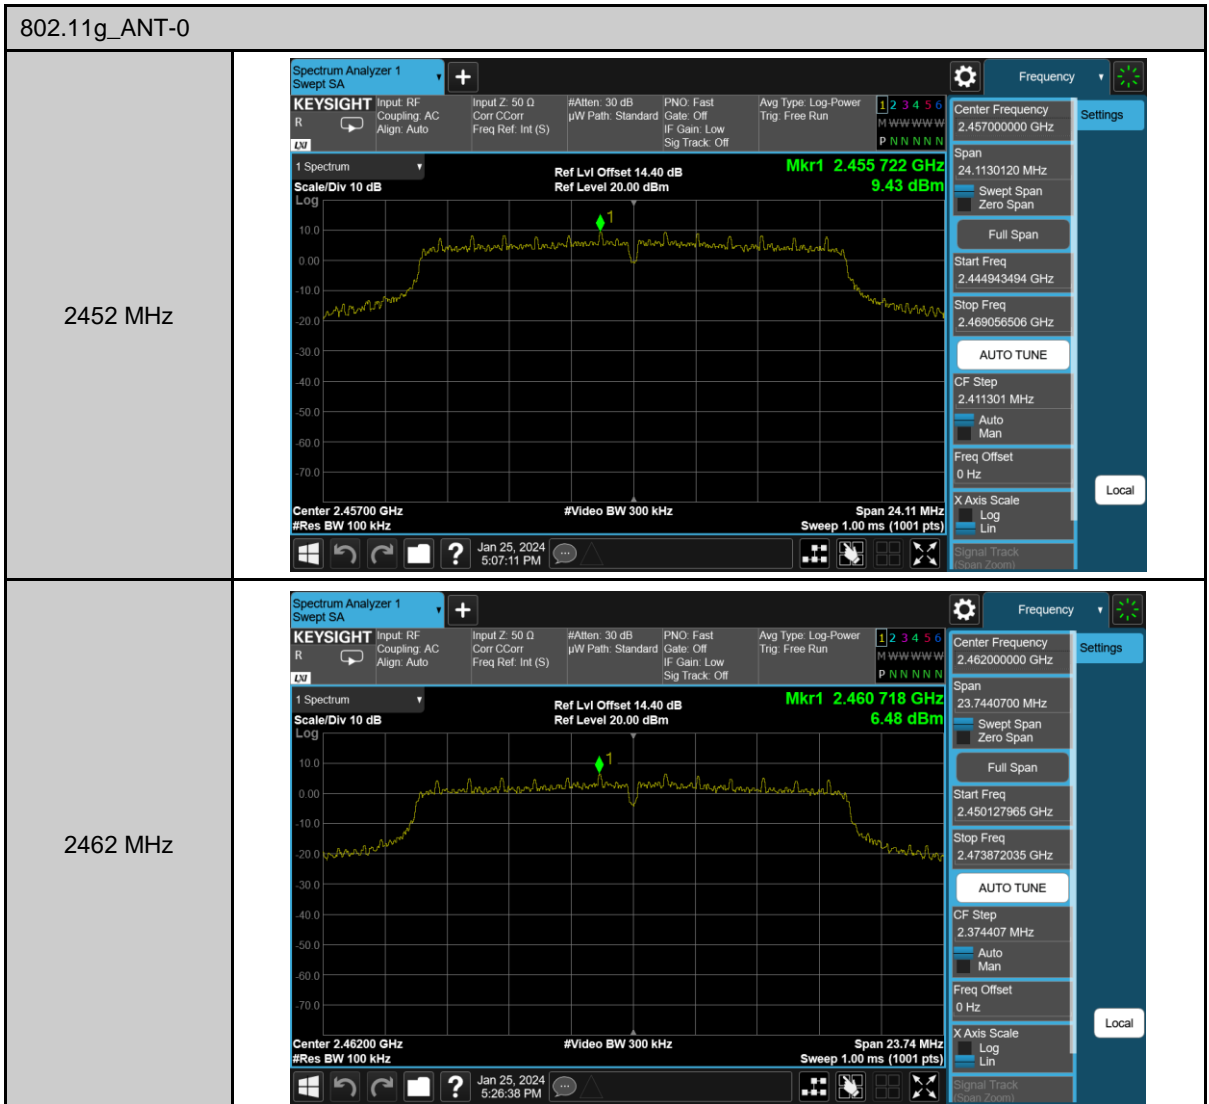 802.11g_ANT-0
2452 MHz
Spectrum Analyzer 1
Swept SA
Frequency
KEYSIGHT
R
LXI
Input: RF
Coupling: AC
Align: Auto
Input Z: 50 Ω
Corr CCorr
Freq Ref: Int (S)
#Atten: 30 dB
µW Path: Standard
PNO: Fast
Gate: Off
IF Gain: Low
Sig Track: Off
Avg Type: Log-Power
Trig: Free Run
1 2 3 4 5 6
M W W W W W
P N N N N N
1 Spectrum
Scale/Div 10 dB
Log
Ref Lvl Offset 14.40 dB
Ref Level 20.00 dBm
Mkr1 2.455 722 GHz
9.43 dBm
1
10.0
0.00
-10.0
-20.0
-30.0
-40.0
-50.0
-60.0
-70.0
Center 2.45700 GHz
#Res BW 100 kHz
#Video BW 300 kHz
Span 24.11 MHz
Sweep 1.00 ms (1001 pts)
Jan 25, 2024
5:07:11 PM
Center Frequency
2.457000000 GHz
Settings
Span
24.1130120 MHz
Swept Span
Zero Span
Full Span
Start Freq
2.444943494 GHz
Stop Freq
2.469056506 GHz
AUTO TUNE
CF Step
2.411301 MHz
Auto
Man
Freq Offset
0 Hz
X Axis Scale
Log
Lin
Local
Signal Track
(Span Zoom)
2462 MHz
Spectrum Analyzer 1
Swept SA
Frequency
KEYSIGHT
R
LXI
Input: RF
Coupling: AC
Align: Auto
Input Z: 50 Ω
Corr CCorr
Freq Ref: Int (S)
#Atten: 30 dB
µW Path: Standard
PNO: Fast
Gate: Off
IF Gain: Low
Sig Track: Off
Avg Type: Log-Power
Trig: Free Run
1 2 3 4 5 6
M W W W W W
P N N N N N
1 Spectrum
Scale/Div 10 dB
Log
Ref Lvl Offset 14.40 dB
Ref Level 20.00 dBm
Mkr1 2.460 718 GHz
6.48 dBm
1
10.0
0.00
-10.0
-20.0
-30.0
-40.0
-50.0
-60.0
-70.0
Center 2.46200 GHz
#Res BW 100 kHz
#Video BW 300 kHz
Span 23.74 MHz
Sweep 1.00 ms (1001 pts)
Jan 25, 2024
5:26:38 PM
Center Frequency
2.462000000 GHz
Settings
Span
23.7440700 MHz
Swept Span
Zero Span
Full Span
Start Freq
2.450127965 GHz
Stop Freq
2.473872035 GHz
AUTO TUNE
CF Step
2.374407 MHz
Auto
Man
Freq Offset
0 Hz
X Axis Scale
Log
Lin
Local
Signal Track
(Span Zoom)